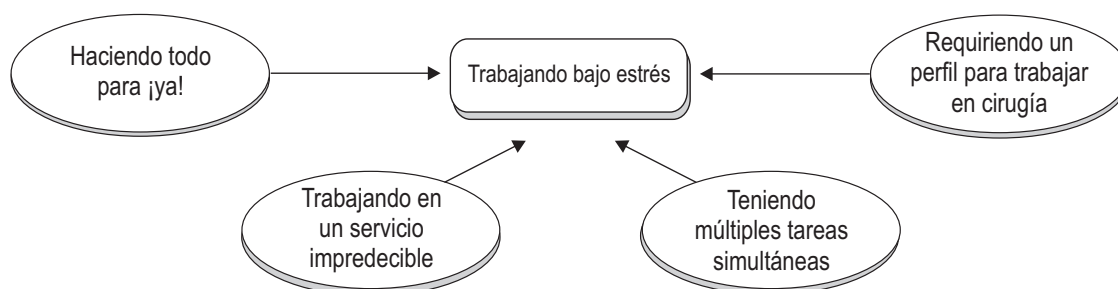 Haciendo todo
para ¡ya!
Trabajando bajo estrés
Requiriendo un
perfil para trabajar
en cirugía
Trabajando en
un servicio
impredecible
Teniendo
múltiples tareas
simultáneas